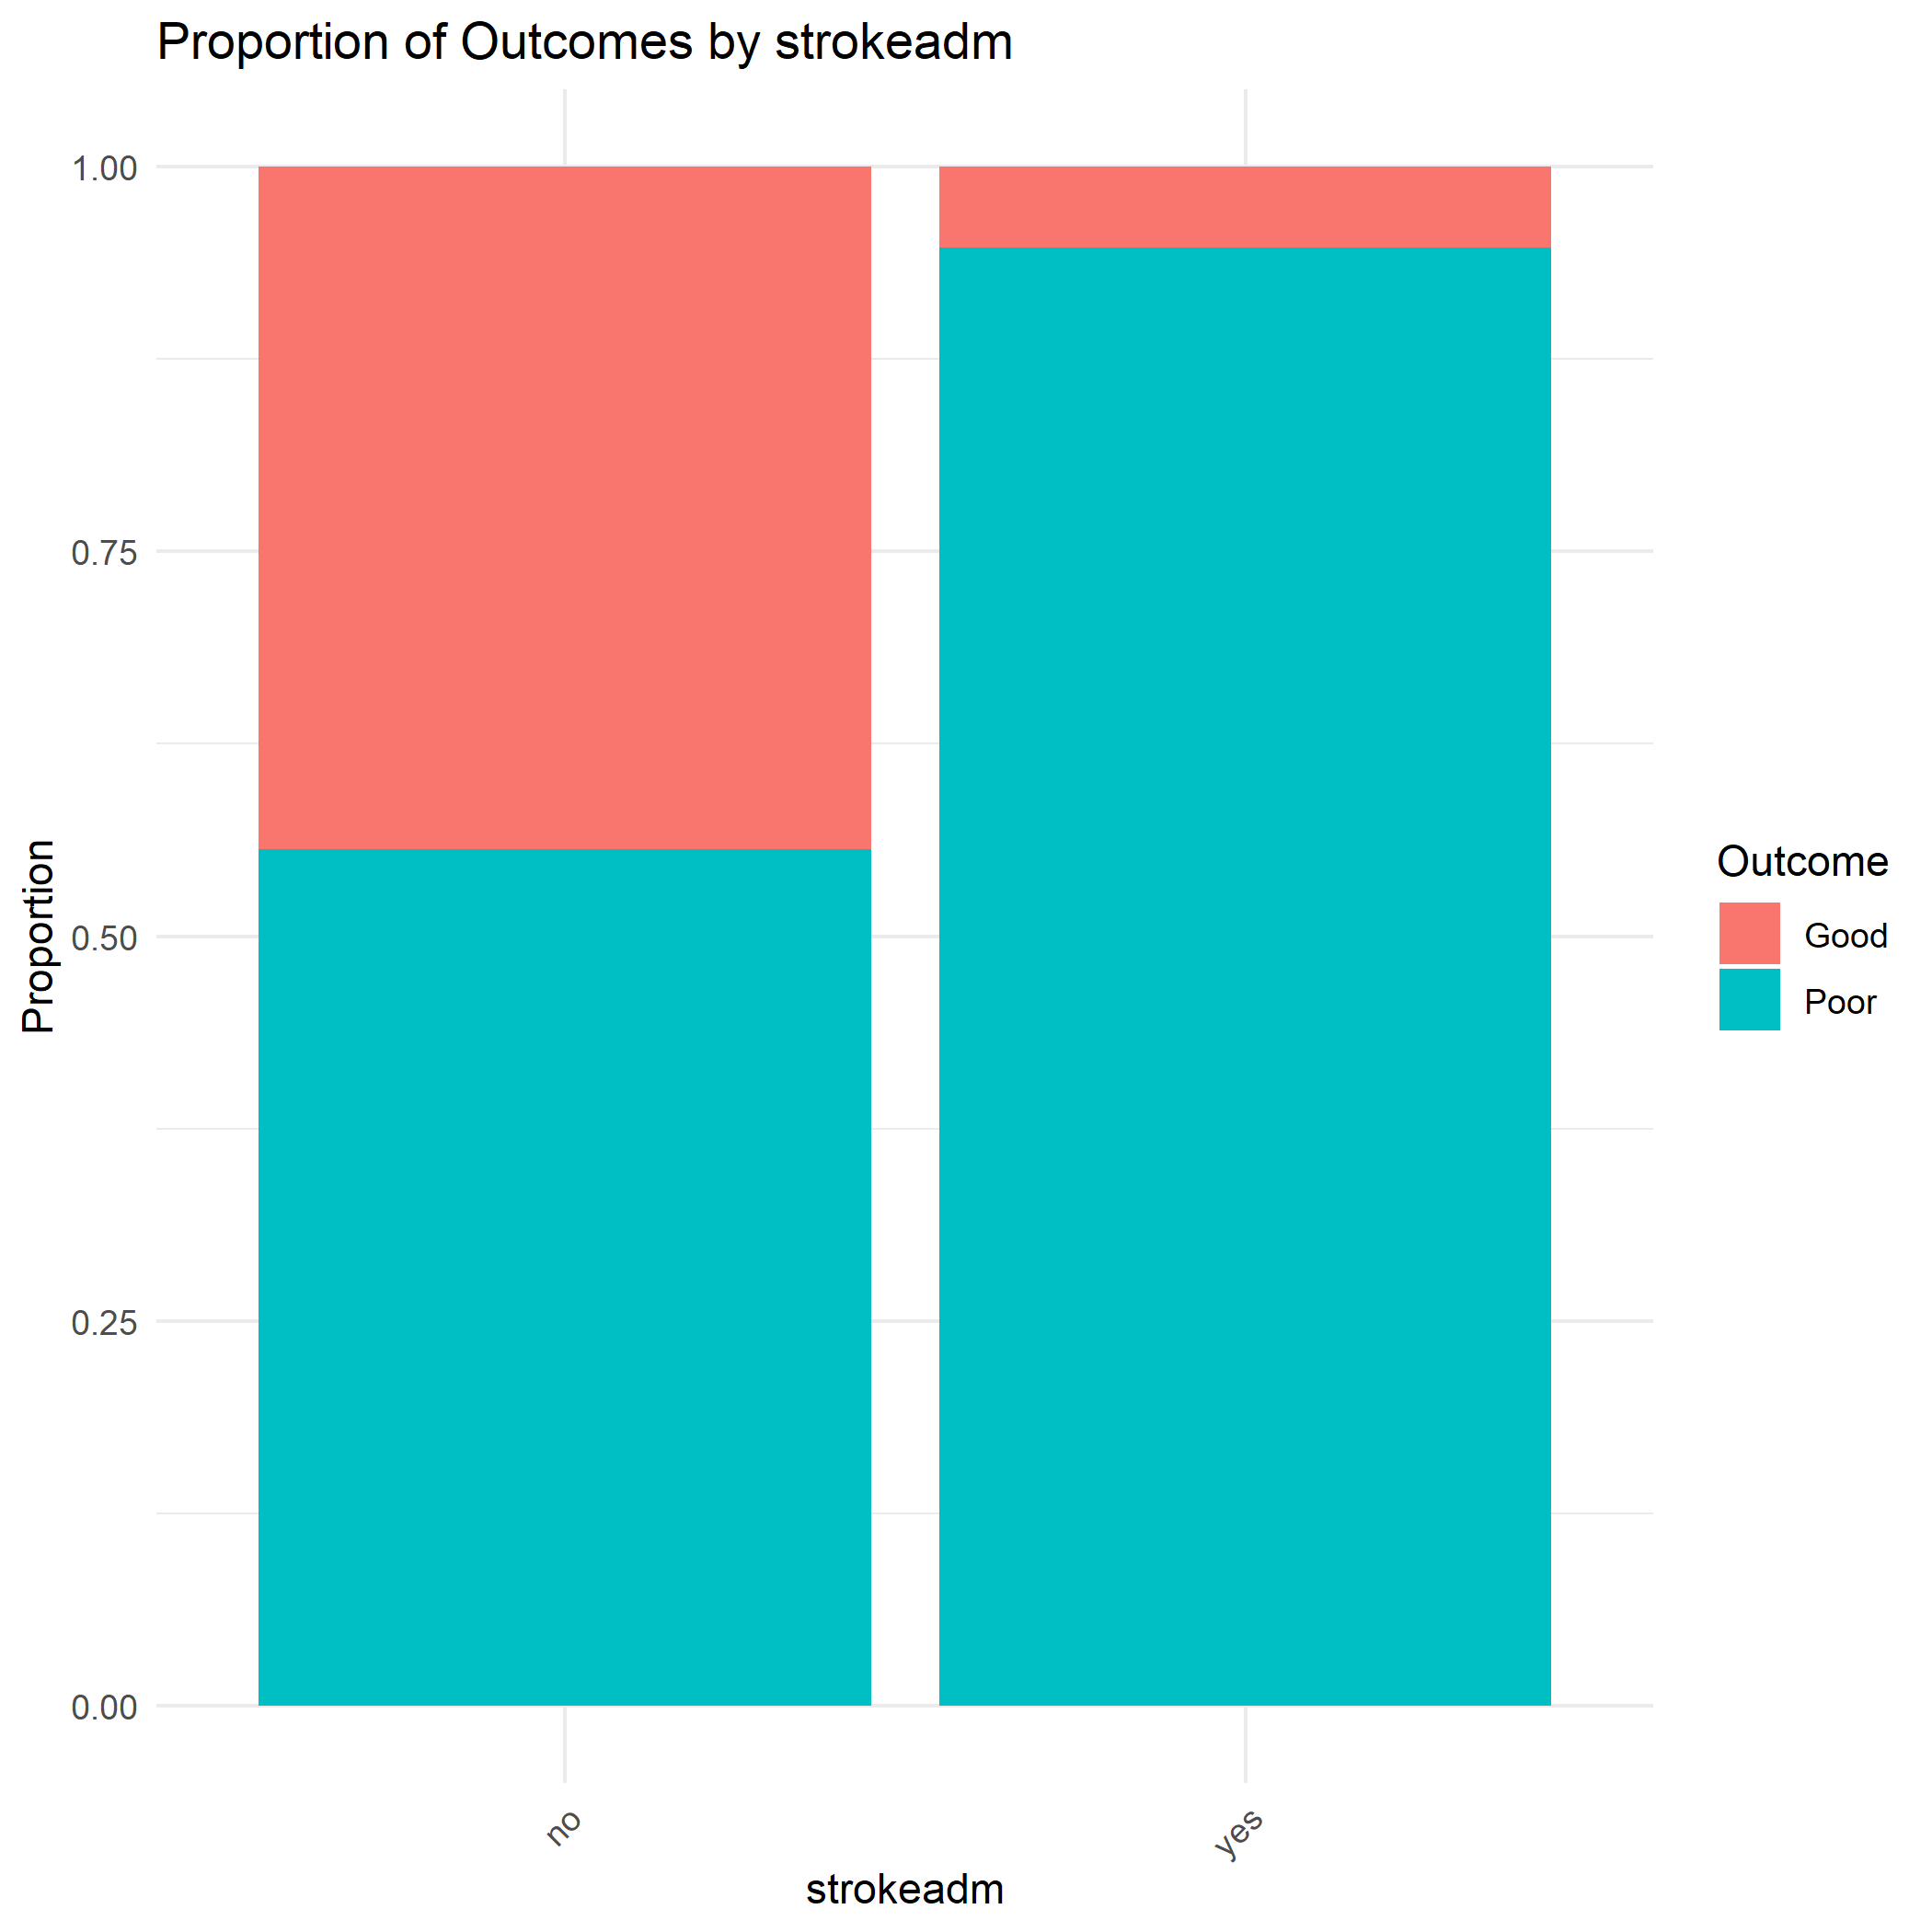 Proportion of Outcomes by strokeadm
1.00
0.75
0.50
0.25
0.00
Proportion
no
yes
strokeadm
Outcome
Good
Poor